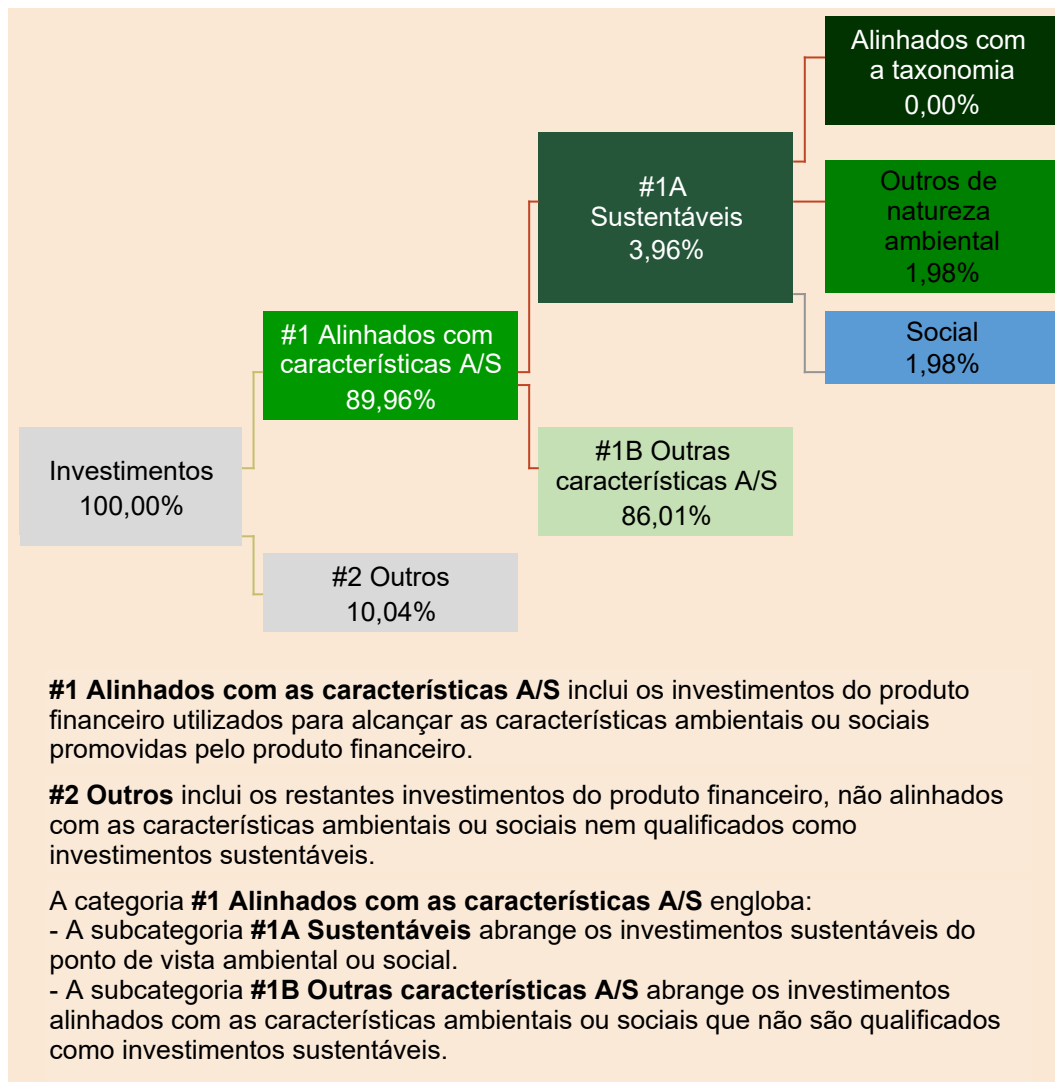 Alinhados com
a taxonomia
0,00%
#1A
Sustentáveis
3,96%
Outros de
natureza
ambiental
1,98%
#1 Alinhados com
características A/S
89,96%
Social
1,98%
Investimentos
100,00%
#1B Outras
características A/S
86,01%
#2 Outros
10,04%
#1 Alinhados com as características A/S inclui os investimentos do produto
financeiro utilizados para alcançar as características ambientais ou sociais
promovidas pelo produto financeiro.
#2 Outros inclui os restantes investimentos do produto financeiro, não alinhados
com as características ambientais ou sociais nem qualificados como
investimentos sustentáveis.
A categoria #1 Alinhados com as características A/S engloba:
- A subcategoria #1A Sustentáveis abrange os investimentos sustentáveis do
ponto de vista ambiental ou social.
- A subcategoria #1B Outras características A/S abrange os investimentos
alinhados com as características ambientais ou sociais que não são qualificados
como investimentos sustentáveis.